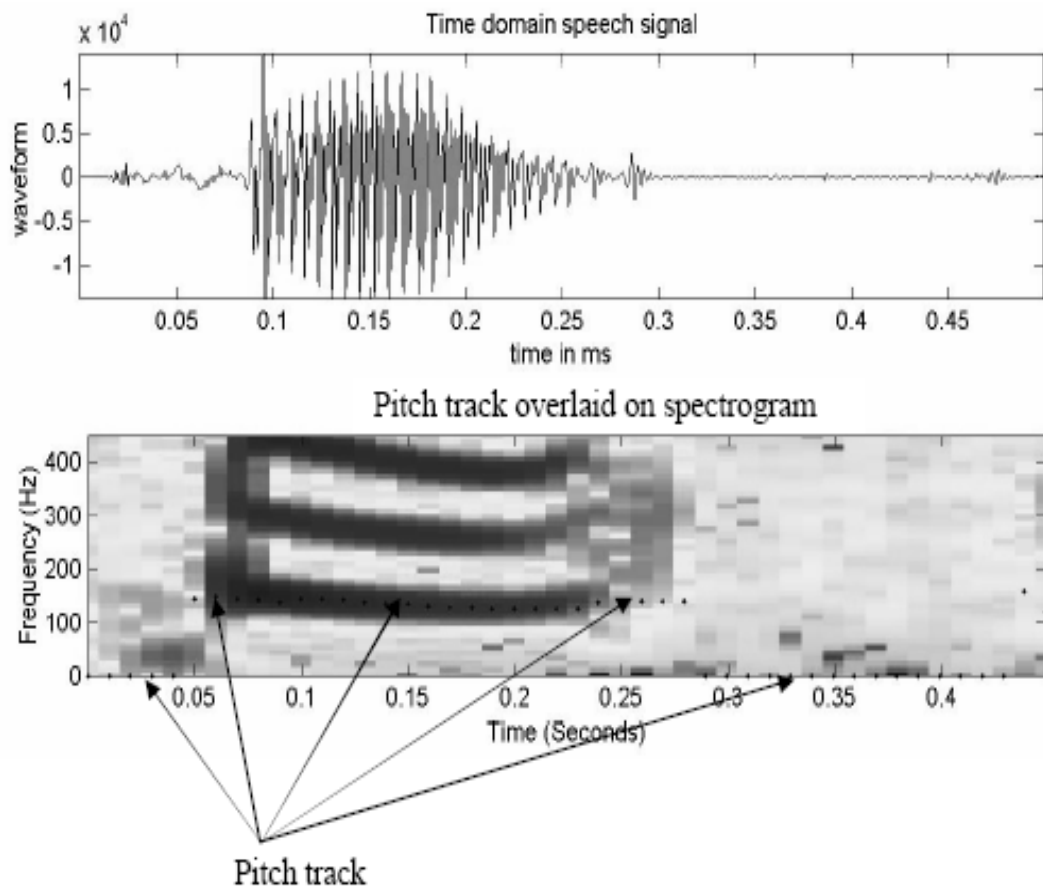 x 10⁴
Time domain speech signal
1
0.5
0
-0.5
-1
waveform
0.05 0.1 0.15 0.2 0.25 0.3 0.35 0.4 0.45
time in ms
Pitch track overlaid on spectrogram
400
300
200
100
0
Frequency (Hz)
0.05 0.1 0.15 0.2 0.25 0.3 0.35 0.4
Time (Seconds)
Pitch track